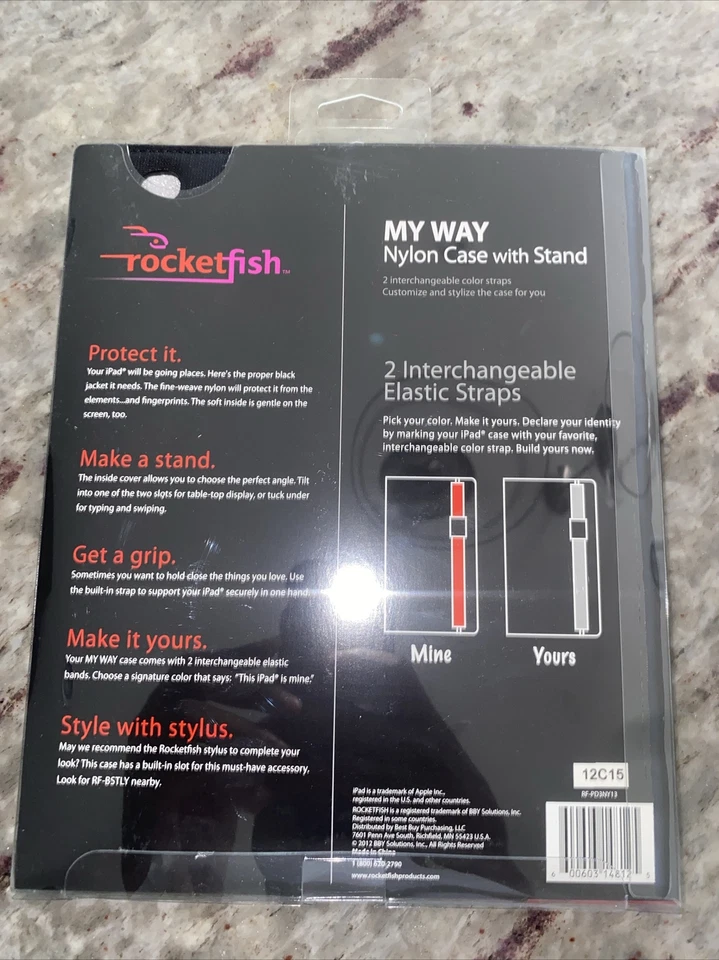 rocketfish™
Protect it.
Your iPad® will be going places. Here's the proper black
jacket it needs. The fine-weave nylon will protect it from the
elements...and fingerprints. The soft inside is gentle on the
screen, too.
Make a stand.
The inside cover allows you to choose the perfect angle. Tilt
into one of the two slots for table-top display, or tuck under
for typing and swiping.
Get a grip.
Sometimes you want to hold close the things you love. Use
the built-in strap to support your iPad® securely in one hand.
Make it yours.
Your MY WAY case comes with 2 interchangeable elastic
bands. Choose a signature color that says: "This iPad® is mine."
Style with stylus.
May we recommend the Rocketfish stylus to complete your
look? This case has a built-in slot for this must-have accessory.
Look for RF-BSTLY nearby.
MY WAY
Nylon Case with Stand
2 interchangeable color straps
Customize and stylize the case for you
2 Interchangeable
Elastic Straps
Pick your color. Make it yours. Declare your identity
by marking your iPad® case with your favorite,
interchangeable color strap. Build yours now.
Mine
Yours
iPad is a trademark of Apple Inc.,
registered in the U.S. and other countries.
ROCKETFISH is a registered trademark of BBY Solutions, Inc.
Registered in some countries.
Distributed by Best Buy Purchasing, LLC
7601 Penn Ave South, Richfield, MN 55423 U.S.A.
© 2012 BBY Solutions, Inc., All Rights Reserved
Made in China
1 (800) 620-2790
www.rocketfishproducts.com
12C15
RF-PD3NY13
6 00603 14812 5